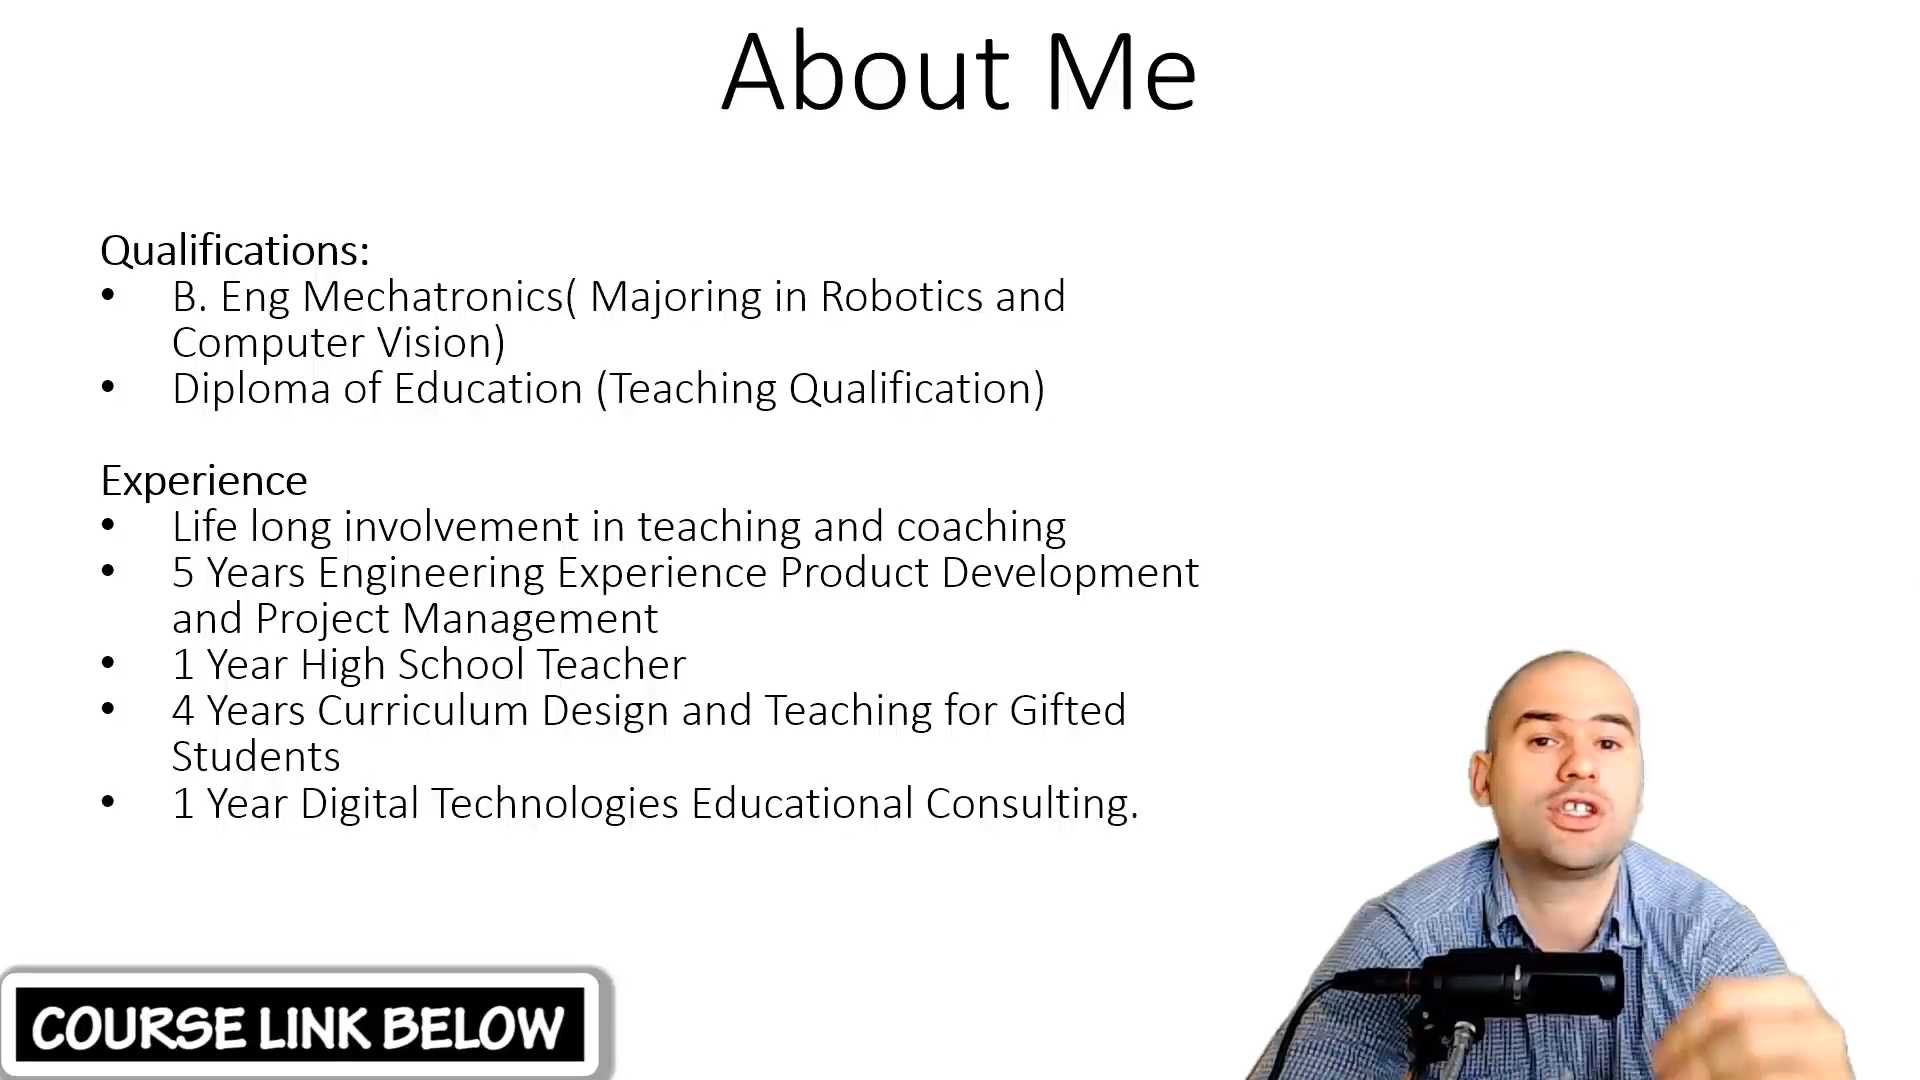 About Me
Qualifications:
• B. Eng Mechatronics( Majoring in Robotics and
Computer Vision)
• Diploma of Education (Teaching Qualification)
Experience
• Life long involvement in teaching and coaching
• 5 Years Engineering Experience Product Development
and Project Management
• 1 Year High School Teacher
• 4 Years Curriculum Design and Teaching for Gifted
Students
• 1 Year Digital Technologies Educational Consulting.
COURSE LINK BELOW